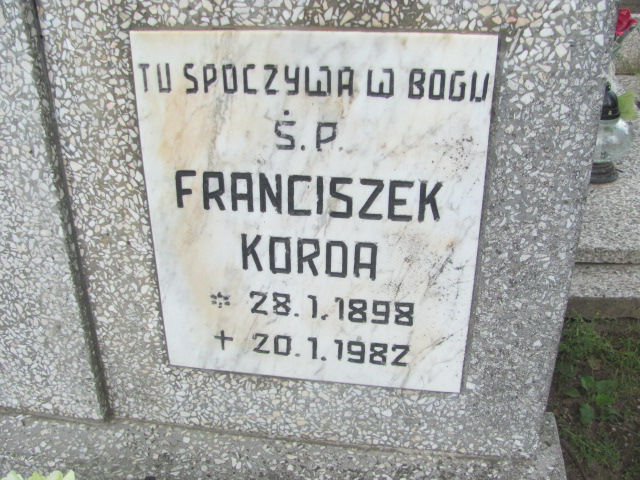 TU SPOCZYWA W BOGU
Ś.P.
FRANCISZEK
KORDA
* 28.1.1898
+ 20.1.1982